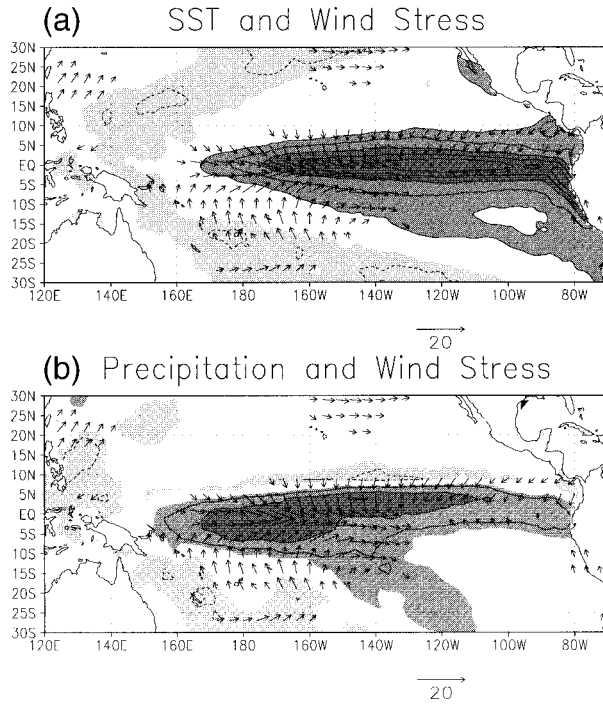 (a) SST and Wind Stress
30N
25N
20N
15N
10N
5N
EQ
5S
10S
15S
20S
25S
30S
120E 140E 160E 180 160W 140W 120W 100W 80W
20
(b) Precipitation and Wind Stress
30N
25N
20N
15N
10N
5N
EQ
5S
10S
15S
20S
25S
30S
120E 140E 160E 180 160W 140W 120W 100W 80W
20